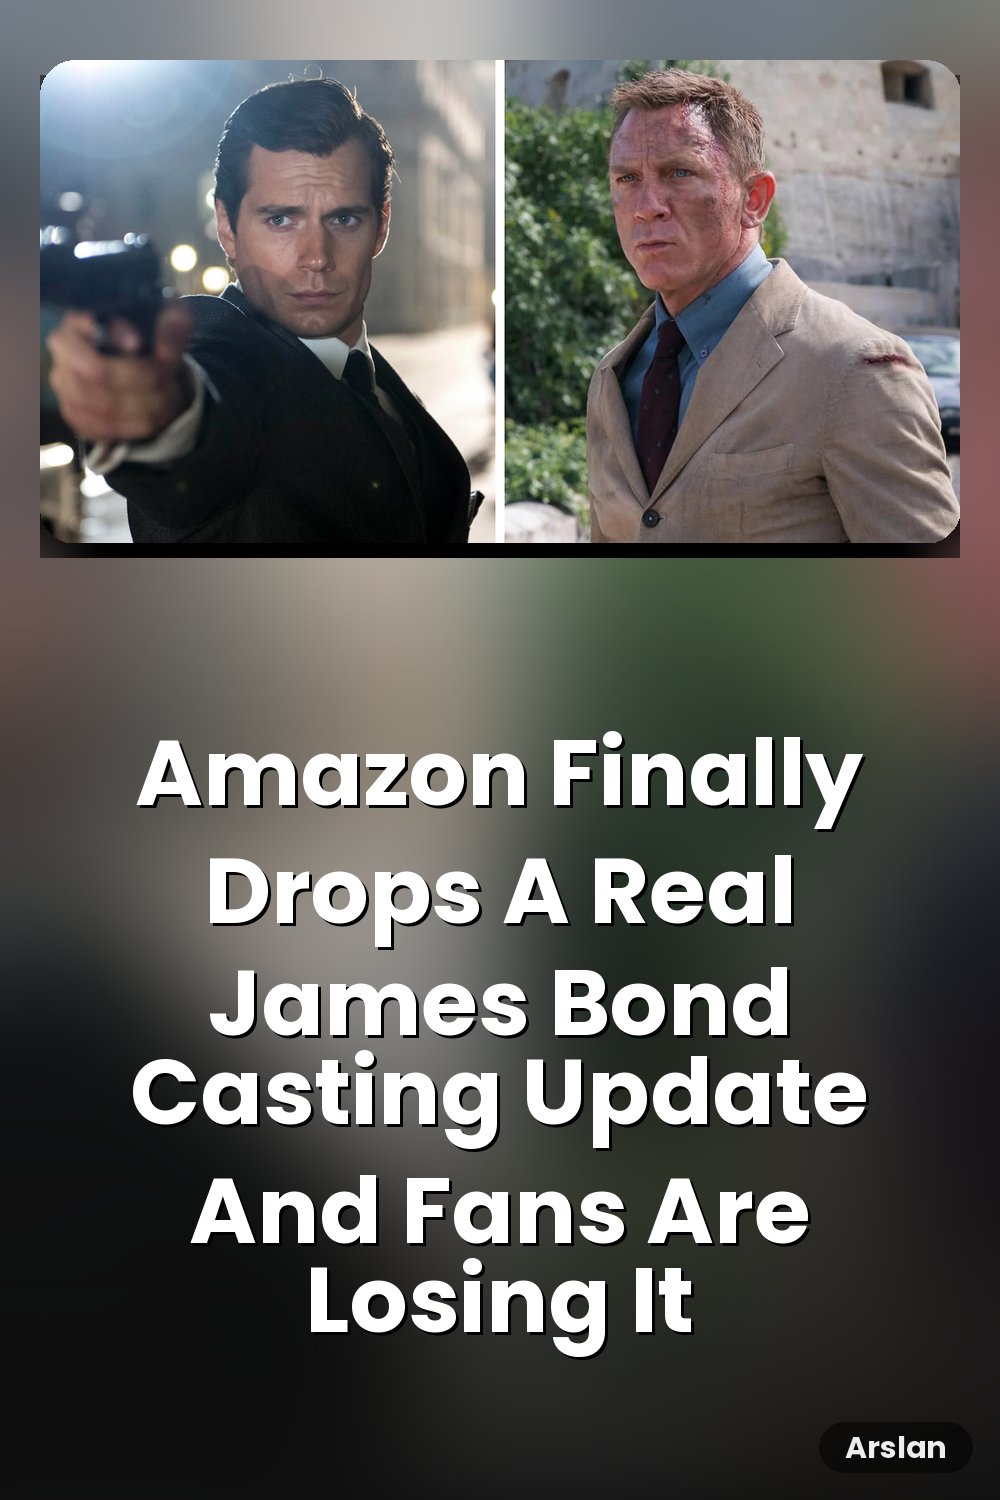 Amazon Finally
Drops A Real
James Bond
Casting Update
And Fans Are
Losing It
Arslan